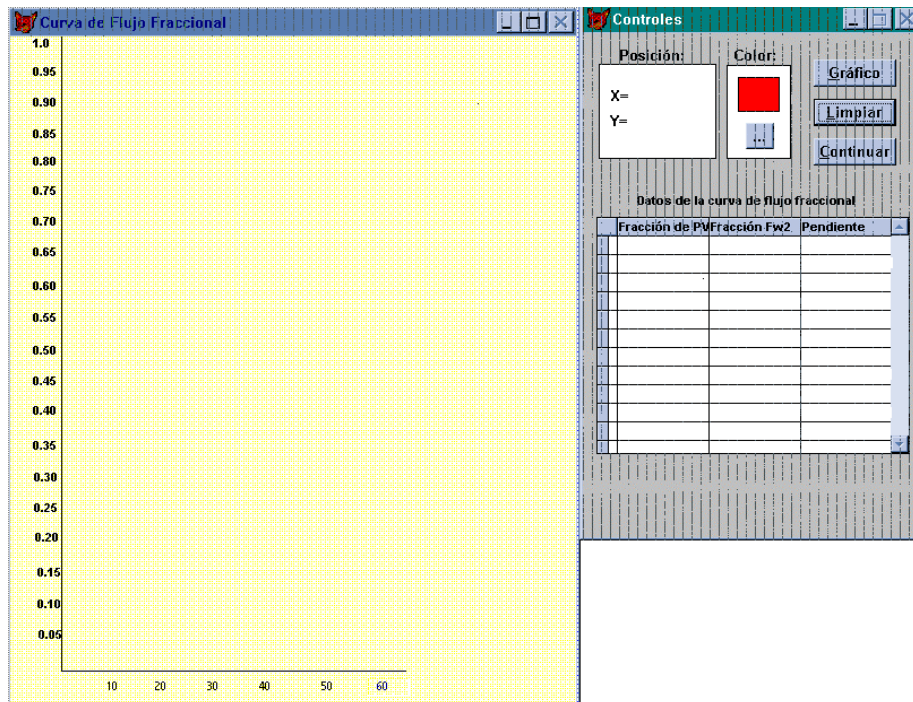 Curva de Flujo Fraccional
1.0
0.95
0.90
0.85
0.80
0.75
0.70
0.65
0.60
0.55
0.50
0.45
0.40
0.35
0.30
0.25
0.20
0.15
0.10
0.05
10 20 30 40 50 60
Controles
Posición: Color:
X=
Y=
...
Gráfico
Limpiar
Continuar
Datos de la curva de flujo fraccional
Fracción de PV Fracción Fw2 Pendiente